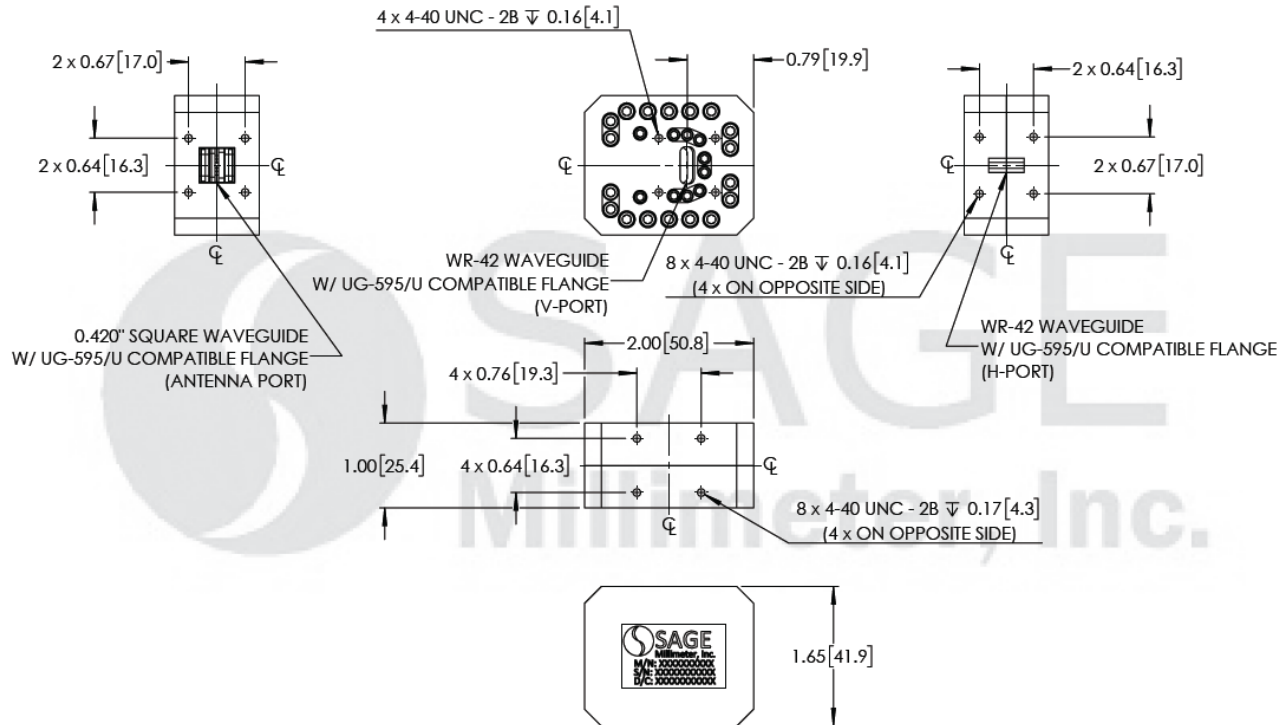 4 x 4-40 UNC - 2B ↧ 0.16[4.1]
2 x 0.67[17.0]
0.79[19.9]
2 x 0.64[16.3]
2 x 0.64[16.3]
℄
℄
℄
℄
2 x 0.67[17.0]
℄
℄
WR-42 WAVEGUIDE
W/ UG-595/U COMPATIBLE FLANGE
(V-PORT)
8 x 4-40 UNC - 2B ↧ 0.16[4.1]
(4 x ON OPPOSITE SIDE)
0.420" SQUARE WAVEGUIDE
W/ UG-595/U COMPATIBLE FLANGE
(ANTENNA PORT)
WR-42 WAVEGUIDE
W/ UG-595/U COMPATIBLE FLANGE
(H-PORT)
2.00[50.8]
4 x 0.76[19.3]
1.00[25.4]
4 x 0.64[16.3]
℄
℄
8 x 4-40 UNC - 2B ↧ 0.17[4.3]
(4 x ON OPPOSITE SIDE)
SAGE
Millimeter, Inc.
SAGE
Millimeter, Inc.
M/N: XXXXXXXXXX
S/N: XXXXXXXXXXX
D/C: XXXXXXXXXXX
1.65[41.9]